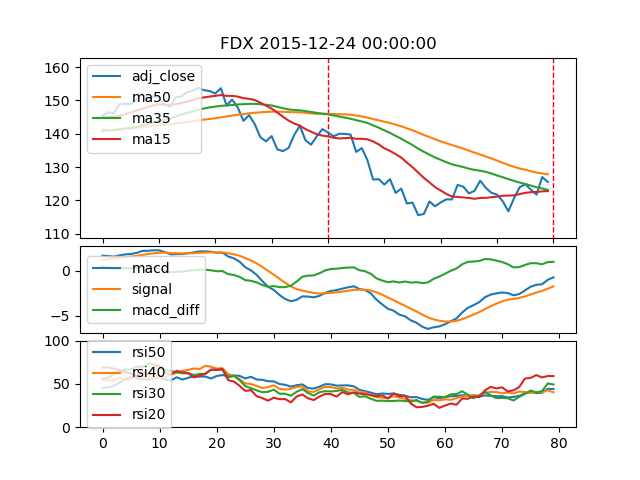 FDX 2015-12-24 00:00:00
160
150
140
130
120
110
adj_close
ma50
ma35
ma15
0
−5
macd
signal
macd_diff
100
50
0
rsi50
rsi40
rsi30
rsi20
0 10 20 30 40 50 60 70 80